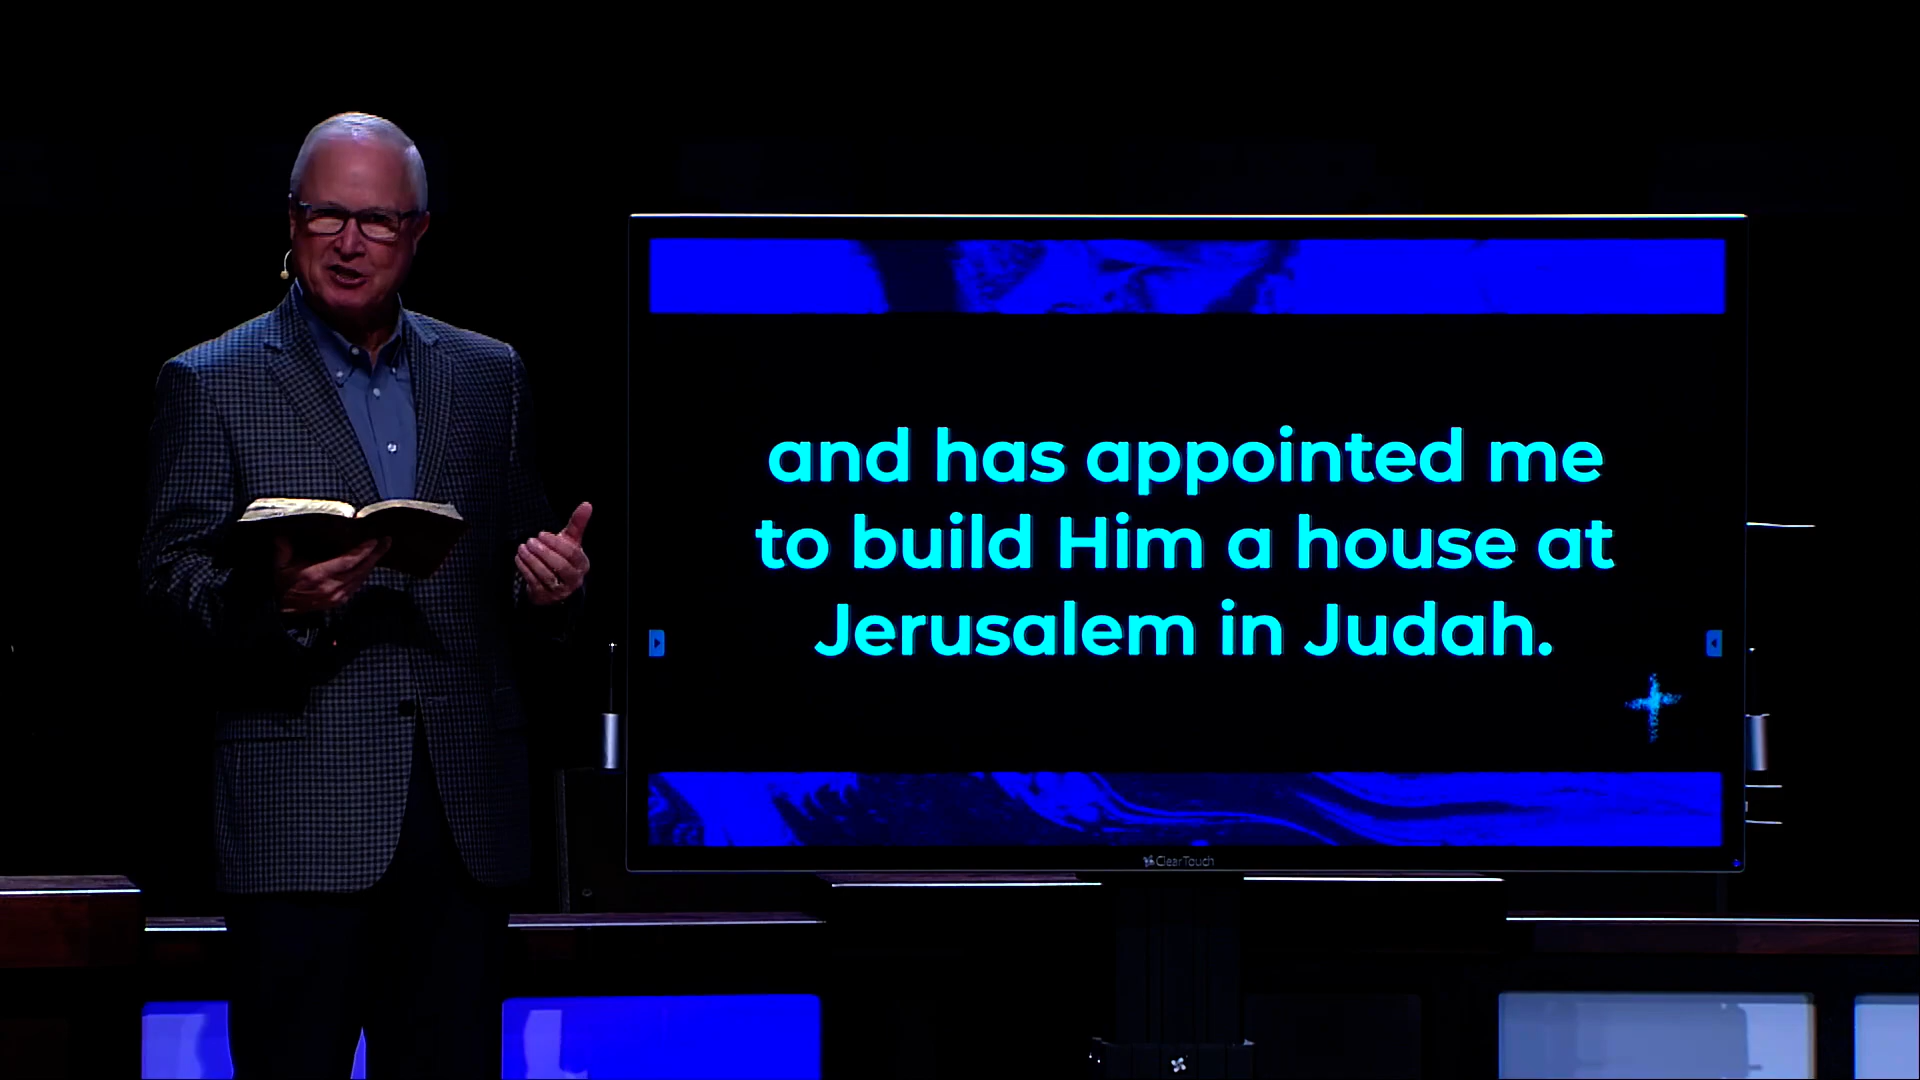 and has appointed me
to build Him a house at
Jerusalem in Judah.
ClearTouch